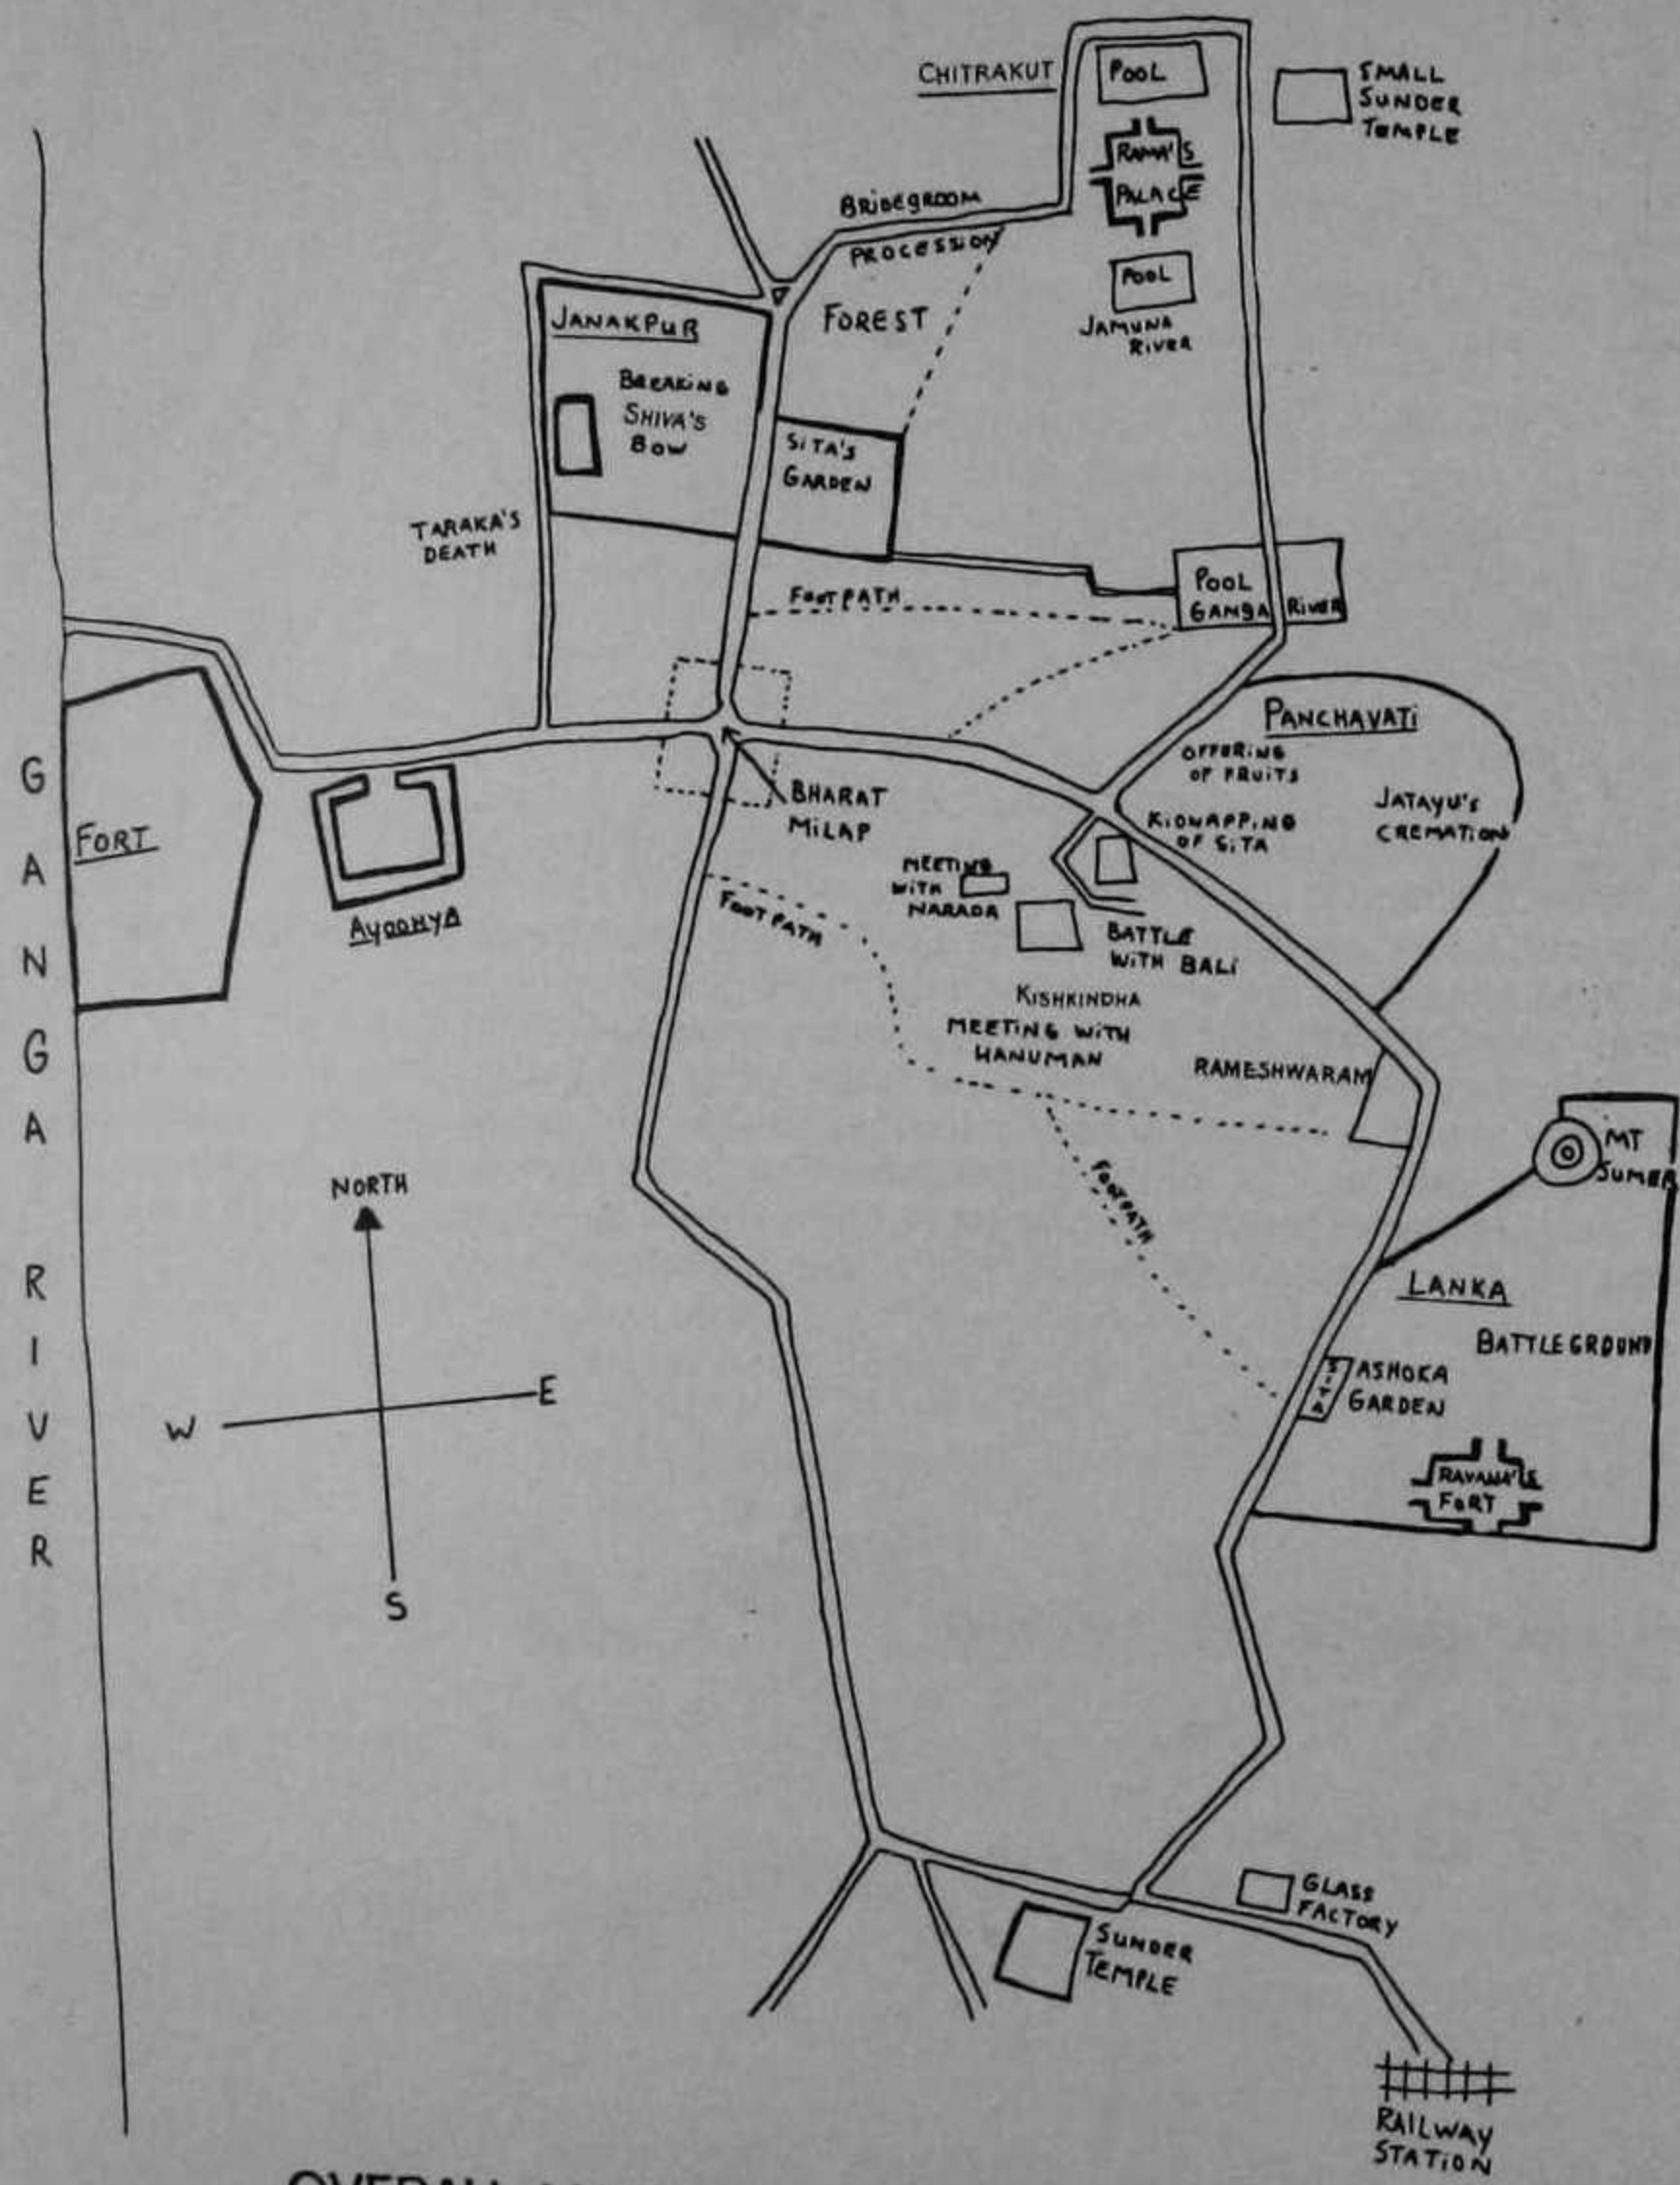 CHITRAKUT
POOL
SMALL
SUNDER
TEMPLE
RAMA'S
PALACE
BRIDEGROOM
PROCESSION
POOL
JAMUNA
RIVER
FOREST
JANAKPUR
BREAKING
SHIVA'S
BOW
SITA'S
GARDEN
TARAKA'S
DEATH
FOOTPATH
POOL
GANGA RIVER
PANCHAVATI
OFFERING
OF FRUITS
JATAYU'S
CREMATION
KIDNAPPING
OF SITA
BHARAT
MILAP
FORT
AYODHYA
MEETING
WITH
NARADA
FOOTPATH
BATTLE
WITH BALI
KISHKINDHA
MEETING WITH
HANUMAN
RAMESHWARAM
MT
SUMER
FOOTPATH
GANGA RIVER
NORTH
W
E
S
LANKA
BATTLEGROUND
SITA
ASHOKA
GARDEN
RAVANA'S
FORT
GLASS
FACTORY
SUNDER
TEMPLE
RAILWAY
STATION